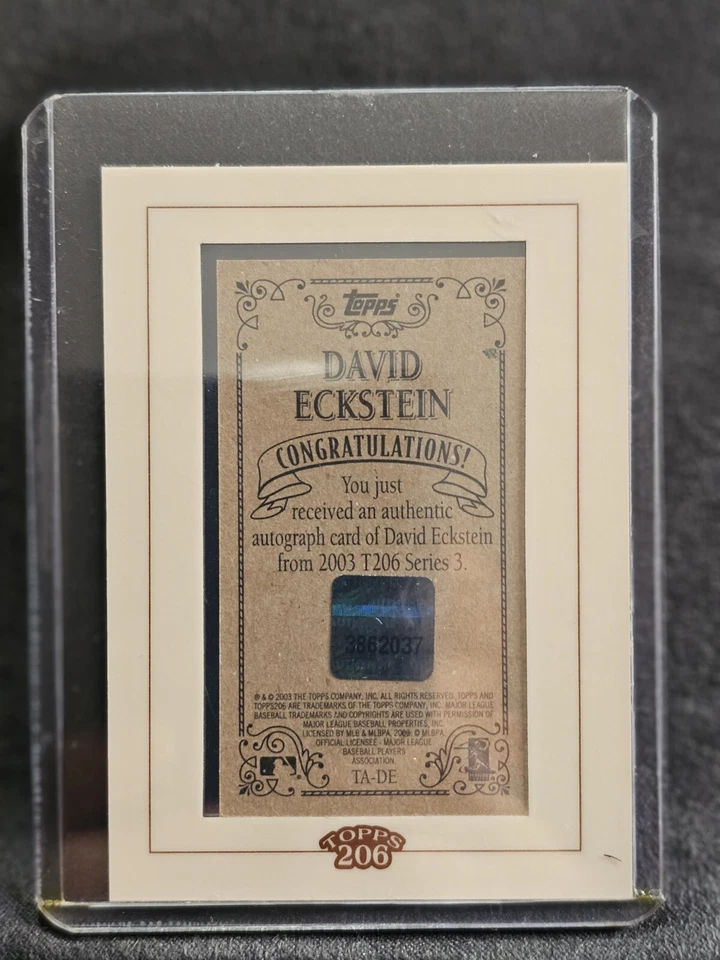 topps
DAVID
ECKSTEIN
CONGRATULATIONS!
You just
received an authentic
autograph card of David Eckstein
from 2003 T206 Series 3.
3862037
® & © 2003 THE TOPPS COMPANY, INC. ALL RIGHTS RESERVED. TOPPS AND
TOPPS206 ARE TRADEMARKS OF THE TOPPS COMPANY, INC. MAJOR LEAGUE
BASEBALL TRADEMARKS AND COPYRIGHTS ARE USED WITH PERMISSION OF
MAJOR LEAGUE BASEBALL PROPERTIES, INC.
LICENSED BY MLB & MLBPA, © MLBPA
OFFICIAL LICENSEE - MAJOR LEAGUE
BASEBALL PLAYERS
ASSOCIATION.
TA-DE
TOPPS
206